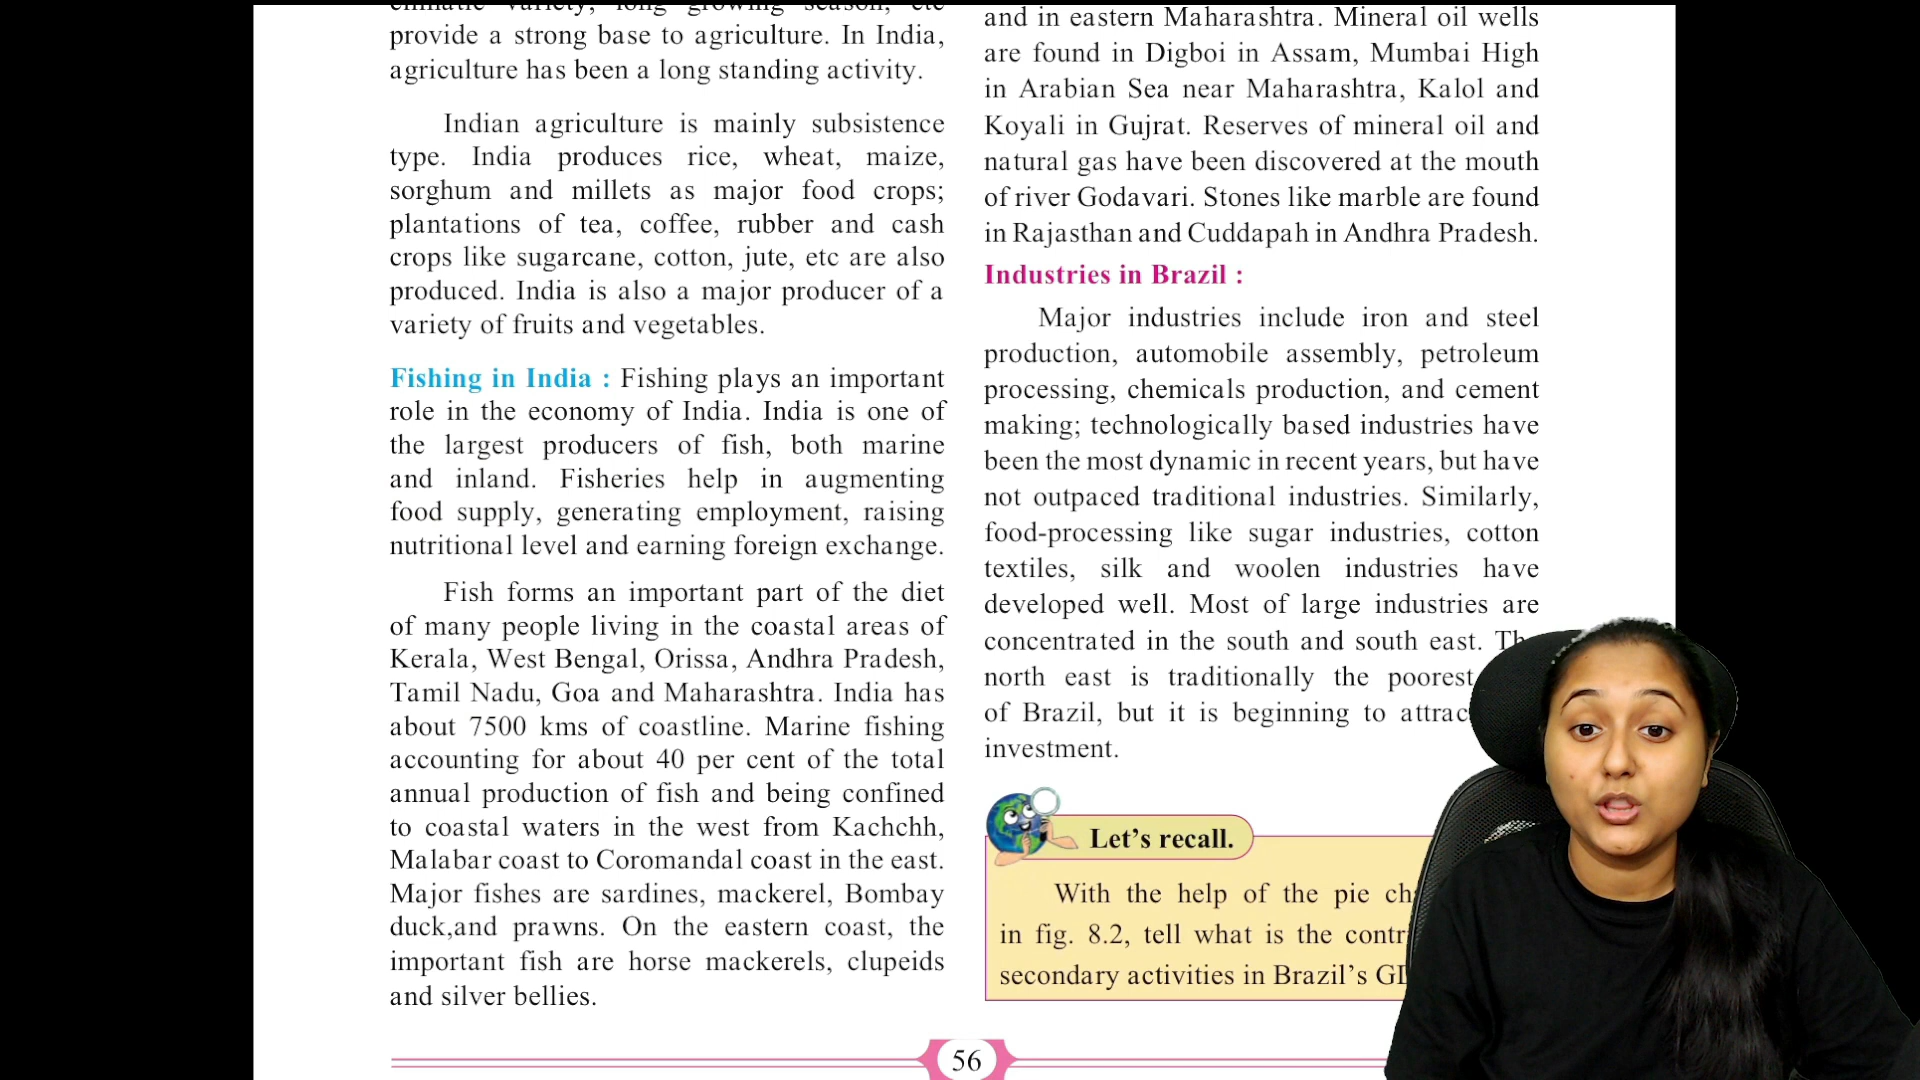 provide a strong base to agriculture. In India,
agriculture has been a long standing activity.
Indian agriculture is mainly subsistence
type. India produces rice, wheat, maize,
sorghum and millets as major food crops;
plantations of tea, coffee, rubber and cash
crops like sugarcane, cotton, jute, etc are also
produced. India is also a major producer of a
variety of fruits and vegetables.
Fishing in India : Fishing plays an important
role in the economy of India. India is one of
the largest producers of fish, both marine
and inland. Fisheries help in augmenting
food supply, generating employment, raising
nutritional level and earning foreign exchange.
Fish forms an important part of the diet
of many people living in the coastal areas of
Kerala, West Bengal, Orissa, Andhra Pradesh,
Tamil Nadu, Goa and Maharashtra. India has
about 7500 kms of coastline. Marine fishing
accounting for about 40 per cent of the total
annual production of fish and being confined
to coastal waters in the west from Kachchh,
Malabar coast to Coromandal coast in the east.
Major fishes are sardines, mackerel, Bombay
duck,and prawns. On the eastern coast, the
important fish are horse mackerels, clupeids
and silver bellies.
and in eastern Maharashtra. Mineral oil wells
are found in Digboi in Assam, Mumbai High
in Arabian Sea near Maharashtra, Kalol and
Koyali in Gujrat. Reserves of mineral oil and
natural gas have been discovered at the mouth
of river Godavari. Stones like marble are found
in Rajasthan and Cuddapah in Andhra Pradesh.
Industries in Brazil :
Major industries include iron and steel
production, automobile assembly, petroleum
processing, chemicals production, and cement
making; technologically based industries have
been the most dynamic in recent years, but have
not outpaced traditional industries. Similarly,
food-processing like sugar industries, cotton
textiles, silk and woolen industries have
developed well. Most of large industries are
concentrated in the south and south east.
north east is traditionally the poorest
of Brazil, but it is beginning to
investment.
Let's recall.
With the help of the pie
in fig. 8.2, tell what is the
secondary activities in Brazil's
56